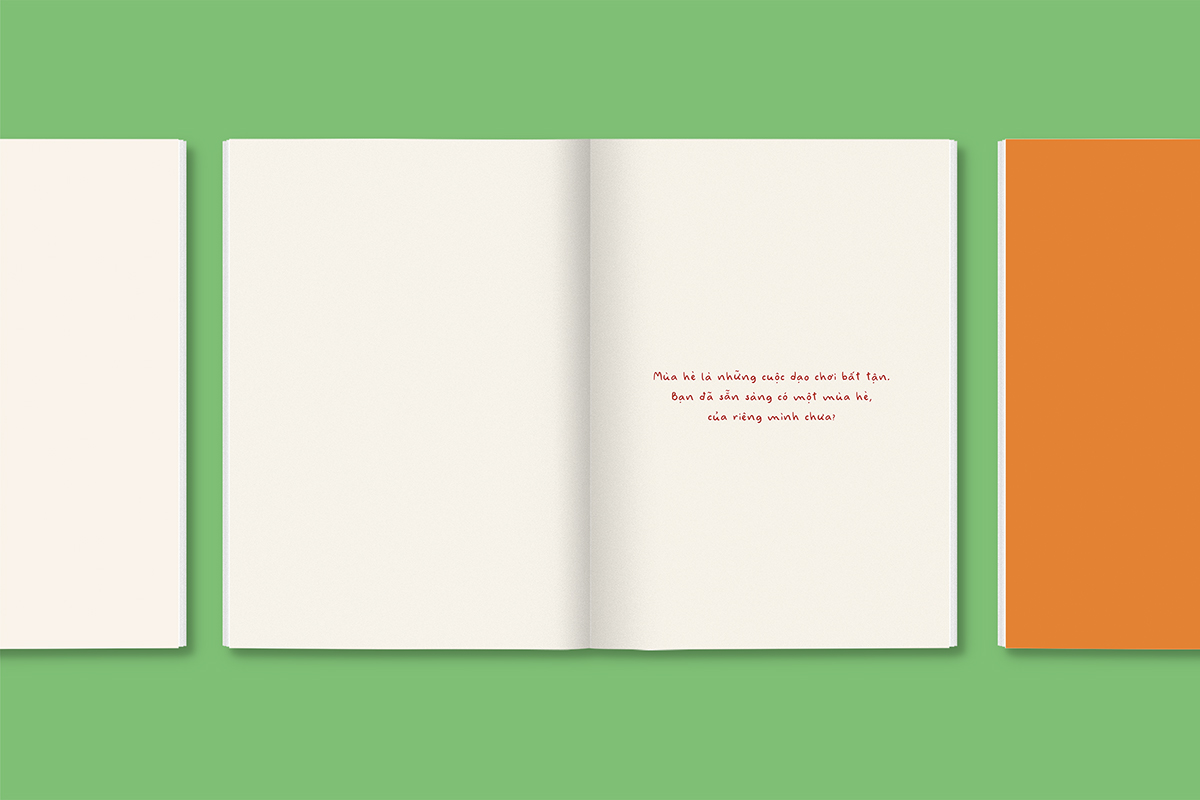 Mùa hè là những cuộc dạo chơi bất tận.
Bạn đã sẵn sàng có một mùa hè,
của riêng mình chưa?